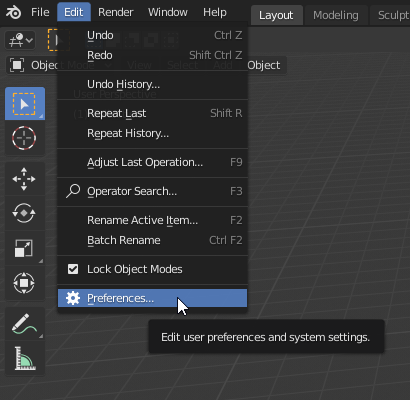 File Edit Render Window Help Layout Modeling Sculpt
Undo Ctrl Z
Redo Shift Ctrl Z
Obje Object
Undo History...
Repeat Last Shift R
Repeat History...
Adjust Last Operation... F9
Operator Search... F3
Rename Active Item... F2
Batch Rename Ctrl F2
Lock Object Modes
Preferences...
Edit user preferences and system settings.